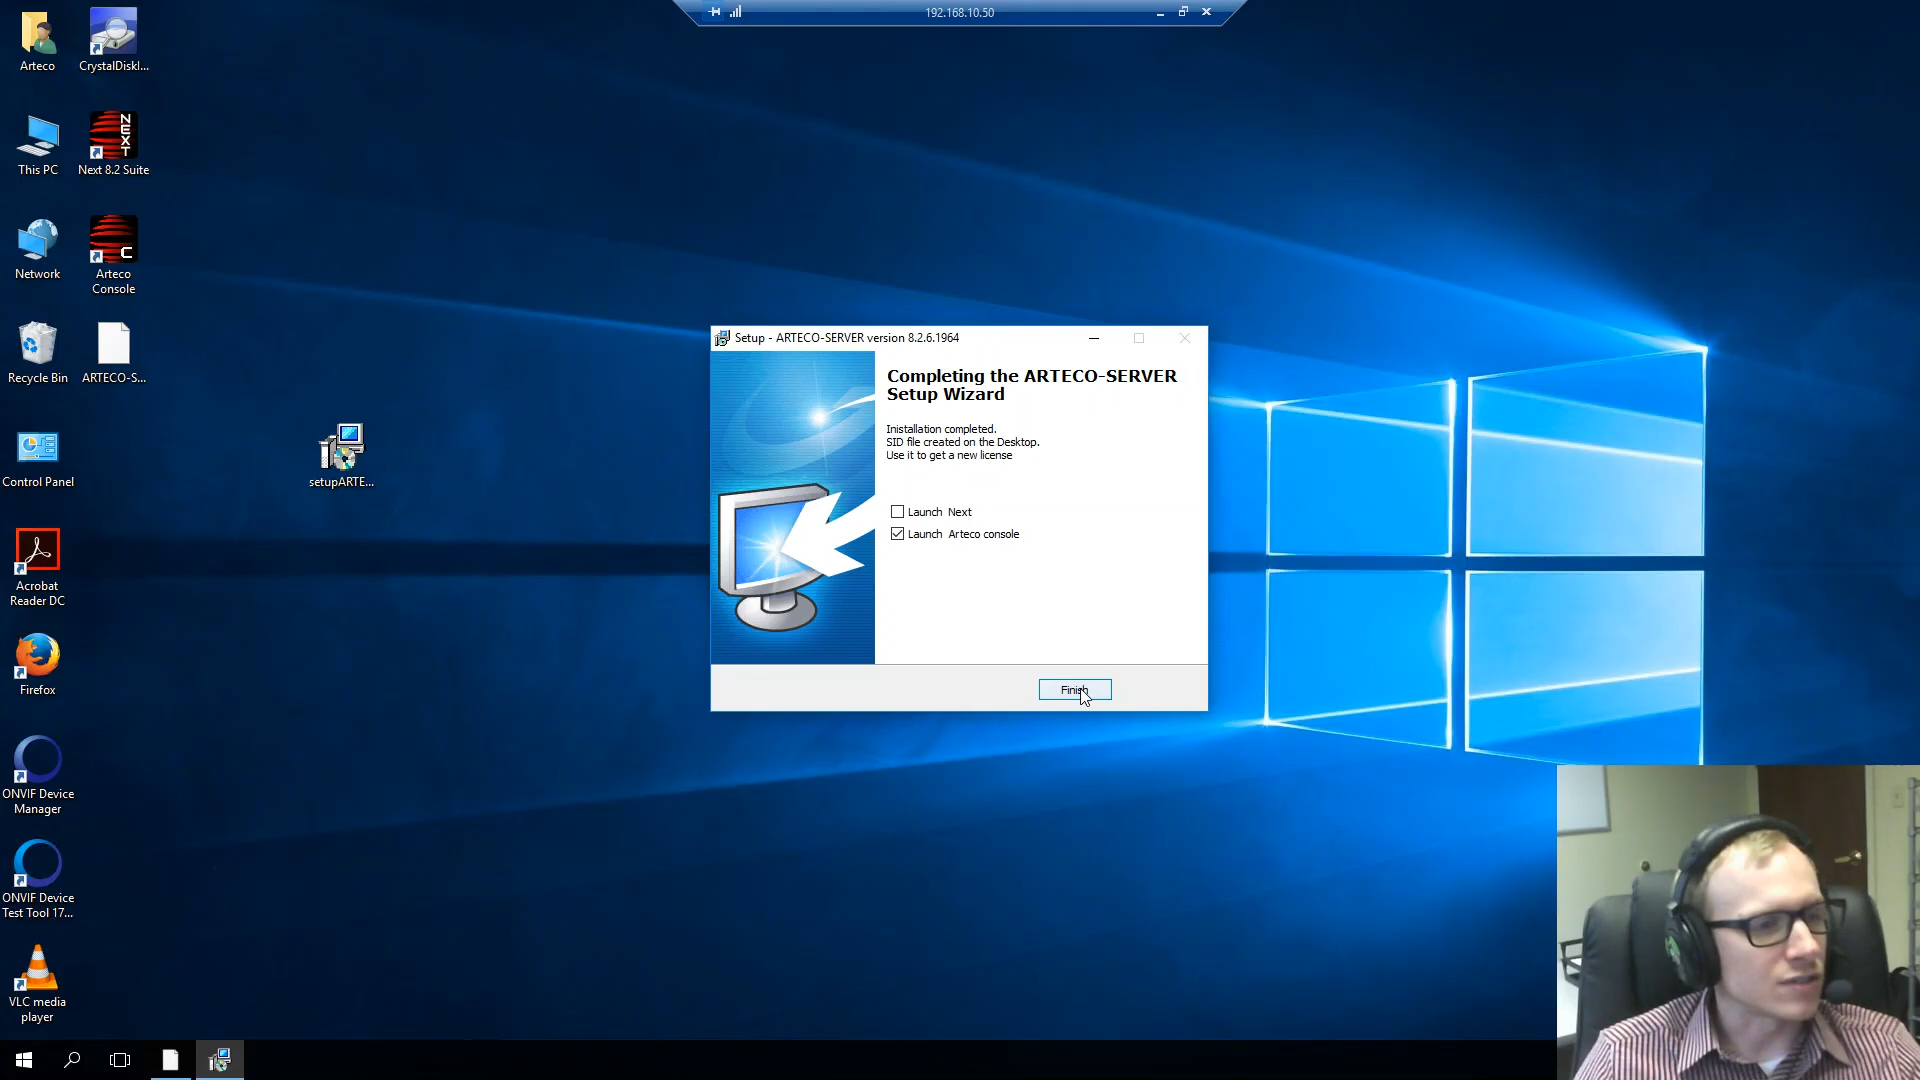 192.168.10.50
Arteco
CrystalDiskI...
This PC
NEXT
Next 8.2 Suite
Network
C
Arteco
Console
Recycle Bin
ARTECO-S...
Control Panel
setupARTE...
Acrobat
Reader DC
Firefox
ONVIF Device
Manager
ONVIF Device
Test Tool 17...
VLC media
player
Setup - ARTECO-SERVER version 8.2.6.1964
Completing the ARTECO-SERVER
Setup Wizard
Inistallation completed.
SID file created on the Desktop.
Use it to get a new license
Launch Next
Launch Arteco console
Finish